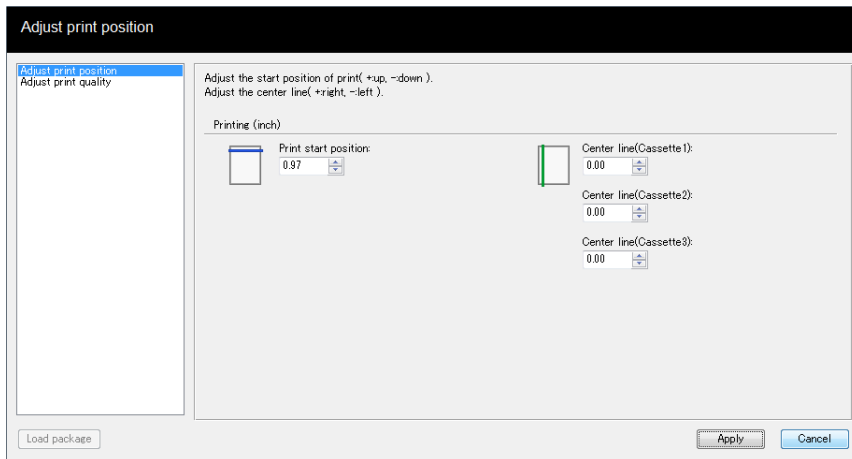 Adjust print position
Adjust print position
Adjust print quality
Adjust the start position of print( +:up, -:down ).
Adjust the center line( +:right, -:left ).
Printing (inch)
Print start position:
0.97
Center line(Cassette1):
0.00
Center line(Cassette2):
0.00
Center line(Cassette3):
0.00
Load package
Apply
Cancel